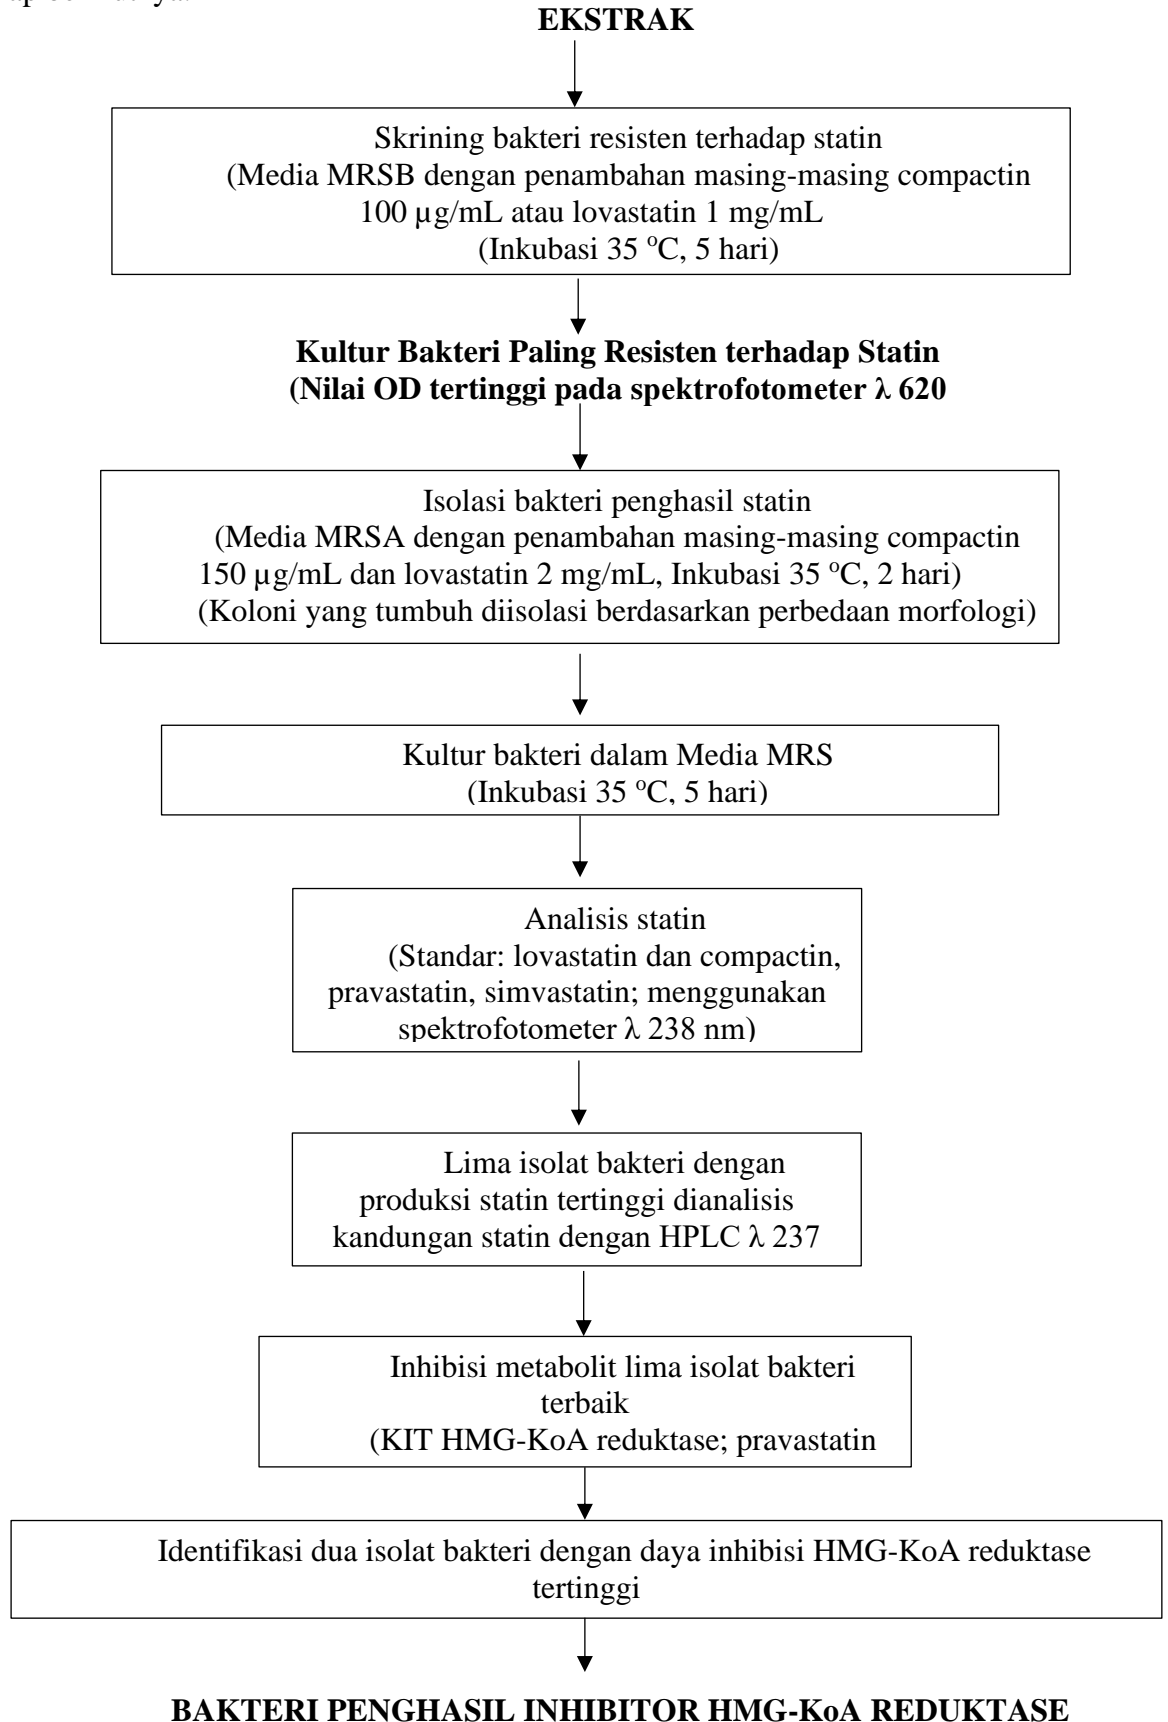 EKSTRAK
Skrining bakteri resisten terhadap statin
(Media MRSB dengan penambahan masing-masing compactin
100 µg/mL atau lovastatin 1 mg/mL
(Inkubasi 35 °C, 5 hari)
Kultur Bakteri Paling Resisten terhadap Statin
(Nilai OD tertinggi pada spektrofotometer λ 620
Isolasi bakteri penghasil statin
(Media MRSA dengan penambahan masing-masing compactin
150 µg/mL dan lovastatin 2 mg/mL, Inkubasi 35 °C, 2 hari)
(Koloni yang tumbuh diisolasi berdasarkan perbedaan morfologi)
Kultur bakteri dalam Media MRS
(Inkubasi 35 °C, 5 hari)
Analisis statin
(Standar: lovastatin dan compactin,
pravastatin, simvastatin; menggunakan
spektrofotometer λ 238 nm)
Lima isolat bakteri dengan
produksi statin tertinggi dianalisis
kandungan statin dengan HPLC λ 237
Inhibisi metabolit lima isolat bakteri
terbaik
(KIT HMG-KoA reduktase; pravastatin
Identifikasi dua isolat bakteri dengan daya inhibisi HMG-KoA reduktase
tertinggi
BAKTERI PENGHASIL INHIBITOR HMG-KoA REDUKTASE